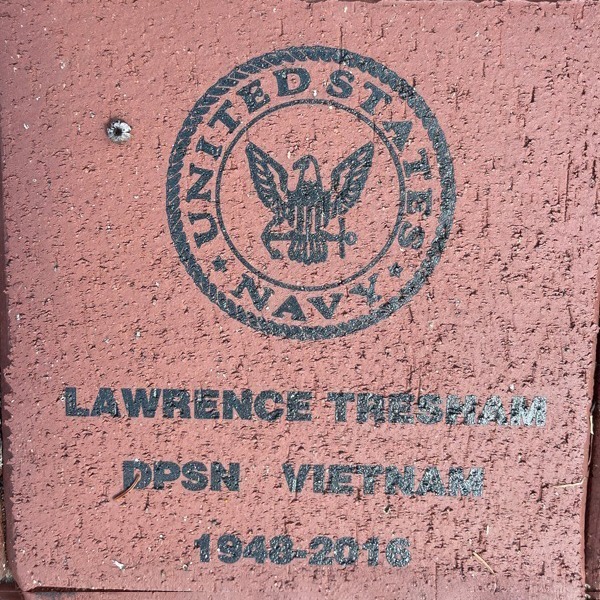 UNITED STATES
NAVY
LAWRENCE TRESHAM
DPSN VIETNAM
1948-2016